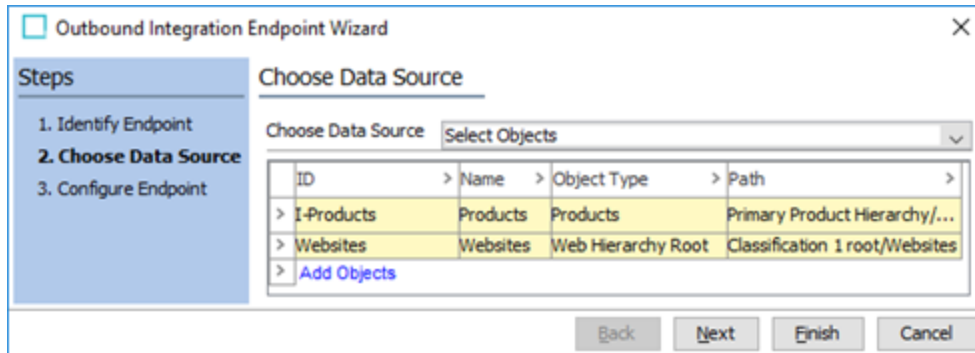 Outbound Integration Endpoint Wizard
Steps
1. Identify Endpoint
2. Choose Data Source
3. Configure Endpoint
Choose Data Source
Choose Data Source Select Objects
ID > Name > Object Type > Path >
> I-Products Products Products Primary Product Hierarchy/...
> Websites Websites Web Hierarchy Root Classification 1 root/Websites
> Add Objects
Back Next Finish Cancel